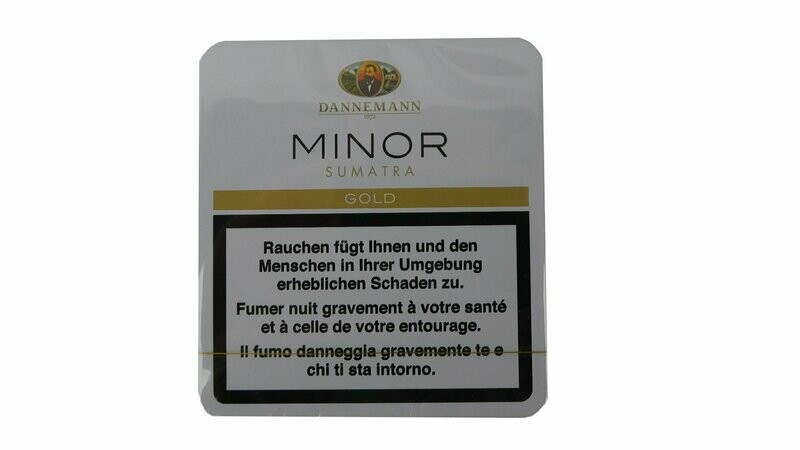 DANNEMANN
1872
MINOR
SUMATRA
GOLD
Rauchen fügt Ihnen und den
Menschen in Ihrer Umgebung
erheblichen Schaden zu.
Fumer nuit gravement à votre santé
et à celle de votre entourage.
Il fumo danneggia gravemente te e
chi ti sta intorno.